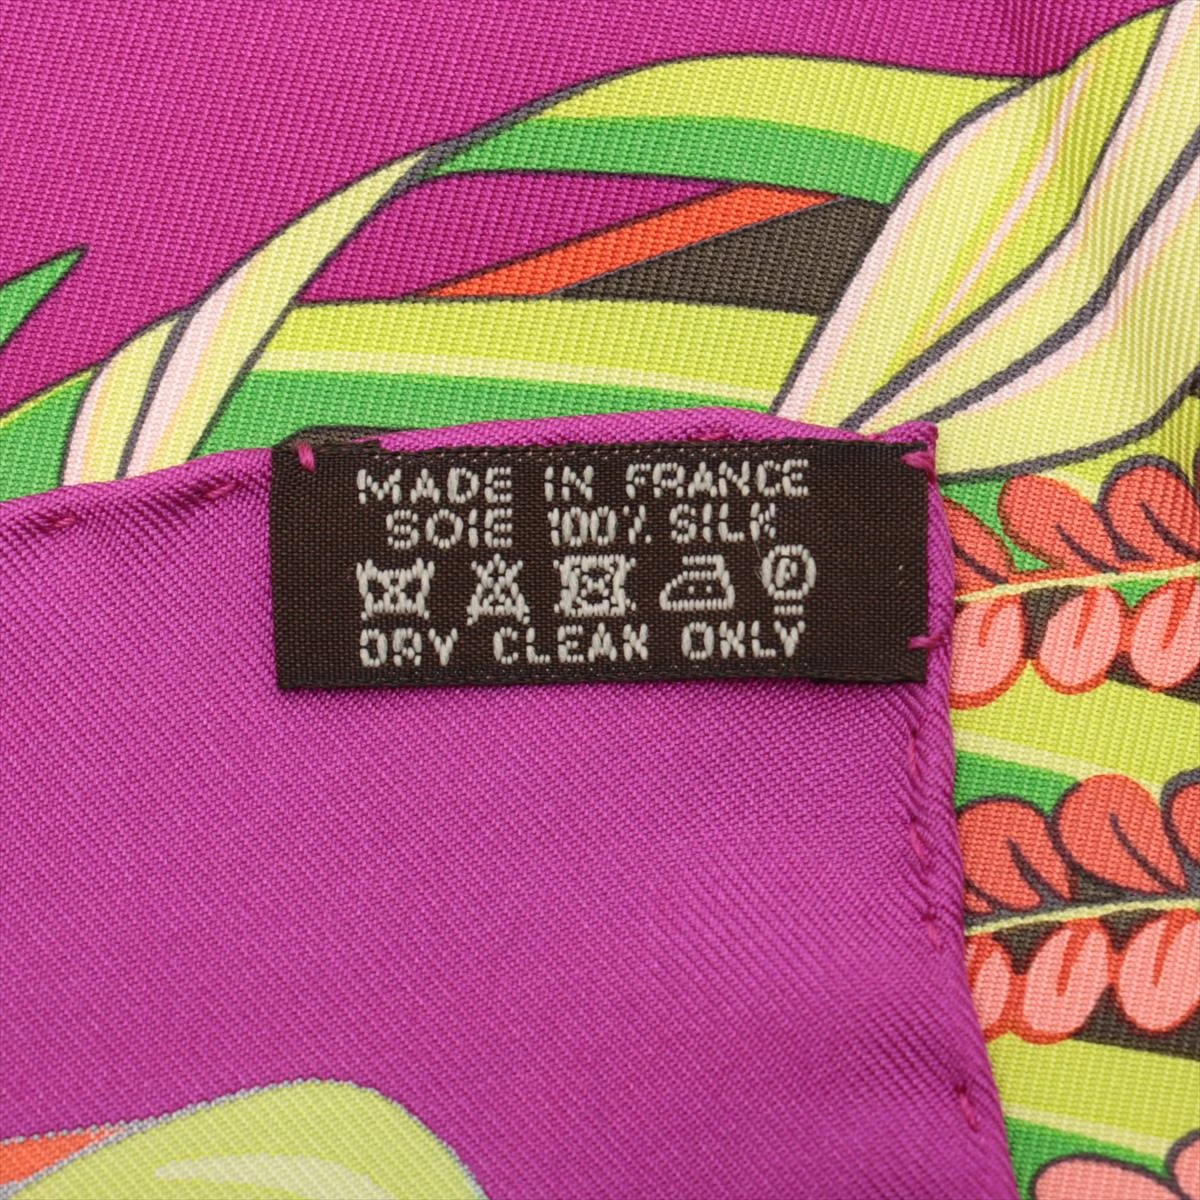 MADE IN FRANCE
SOIE 100% SILK
P
DRY CLEAN ONLY